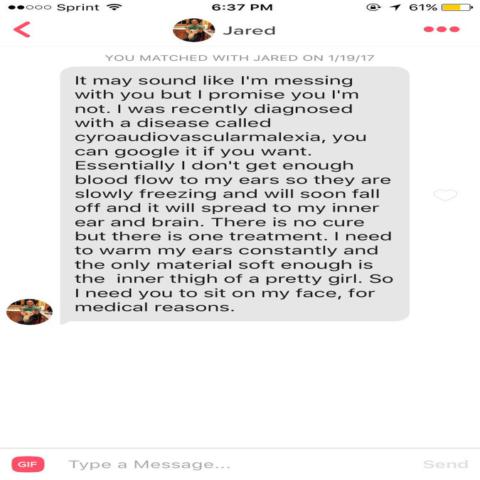 Sprint 6:37 PM 61%
Jared
YOU MATCHED WITH JARED ON 1/19/17
It may sound like I'm messing
with you but I promise you I'm
not. I was recently diagnosed
with a disease called
cyroaudiovascularmalexia, you
can google it if you want.
Essentially I don't get enough
blood flow to my ears so they are
slowly freezing and will soon fall
off and it will spread to my inner
ear and brain. There is no cure
but there is one treatment. I need
to warm my ears constantly and
the only material soft enough is
the  inner thigh of a pretty girl. So
I need you to sit on my face, for
medical reasons.
GIF Type a Message... Send